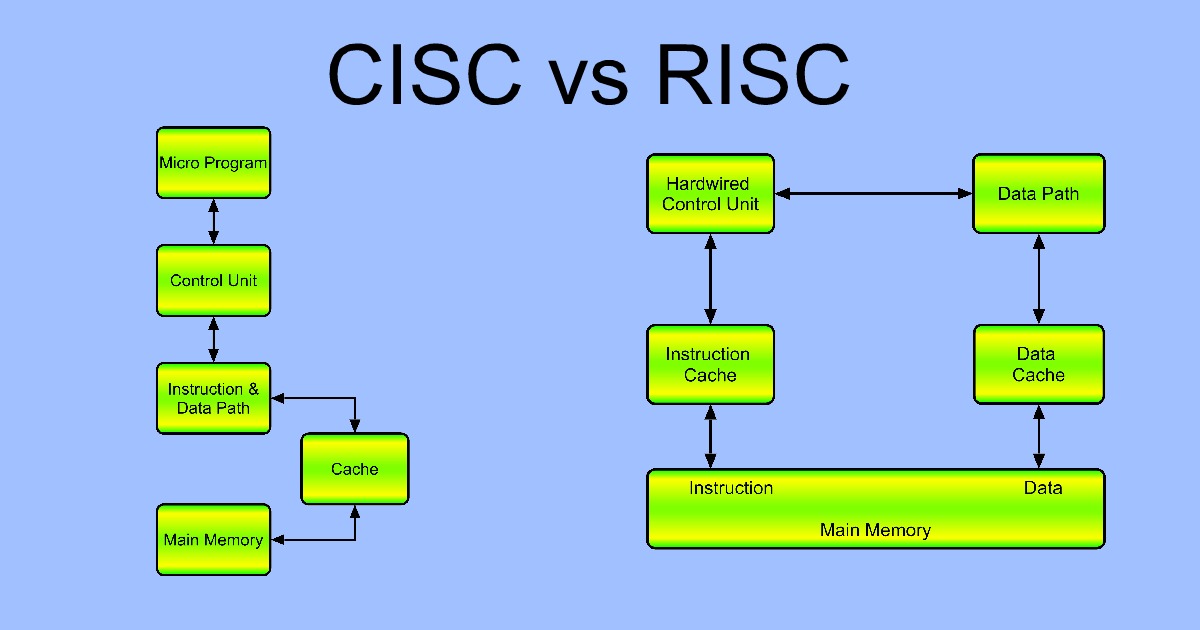 CISC vs RISC
Micro Program
Control Unit
Instruction &
Data Path
Cache
Main Memory
Hardwired
Control Unit
Data Path
Instruction
Cache
Data
Cache
Instruction
Data
Main Memory